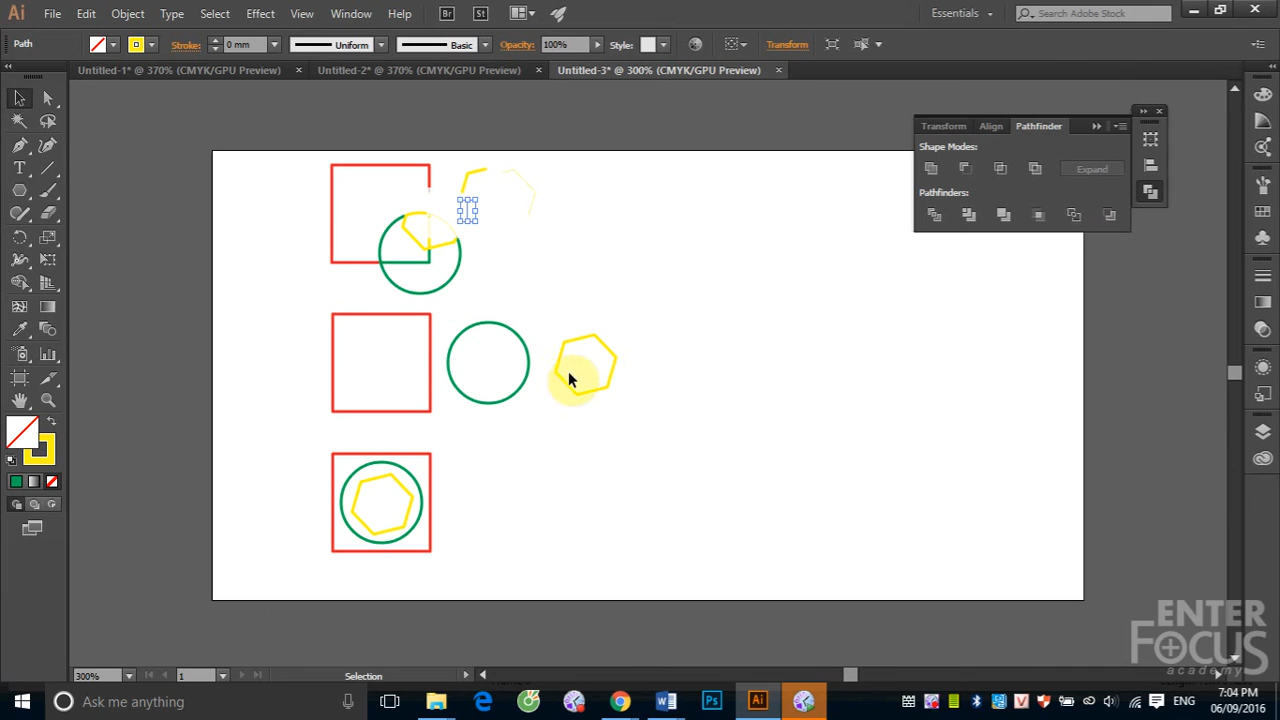 Ai File Edit Object Type Select Effect View Window Help Br St Essentials Search Adobe Stock
Path Stroke: 0 mm Uniform Basic Opacity: 100% Style: Transform
Untitled-1* @ 370% (CMYK/GPU Preview) × Untitled-2* @ 370% (CMYK/GPU Preview) × Untitled-3* @ 300% (CMYK/GPU Preview) ×
Transform Align Pathfinder
Shape Modes:
Expand
Pathfinders:
300% 1 Selection
ENTER
FOCUS
academy
Ask me anything Ps Ai ENG 7:04 PM
06/09/2016